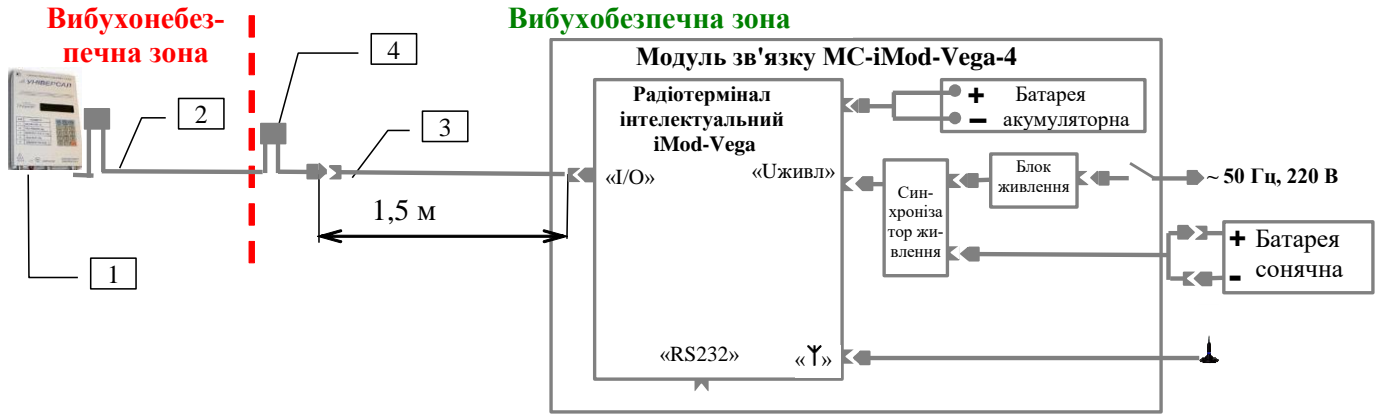 Вибухонебез-
печна зона
Вибухобезпечна зона
4
Модуль зв'язку МС-iMod-Vega-4
УНІВЕРСАЛ
2
3
Радіотермінал
інтелектуальний
iMod-Vega
+ Батарея
− акумуляторна
«I/O»
«Uживл»
Блок
живлення
~ 50 Гц, 220 В
Син-
хроніза
тор жи-
влення
1,5 м
+ Батарея
- сонячна
1
«RS232»